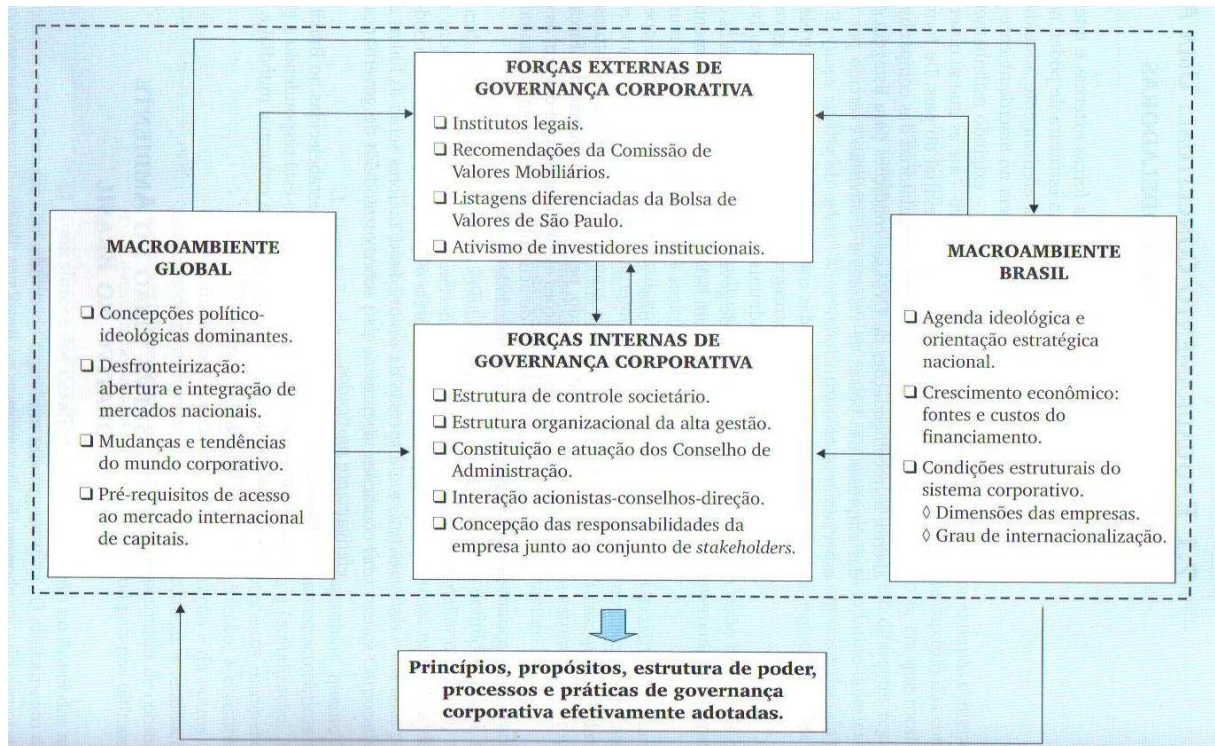 FORÇAS EXTERNAS DE
GOVERNANÇA CORPORATIVA
❑ Institutos legais.
❑ Recomendações da Comissão de
Valores Mobiliários.
❑ Listagens diferenciadas da Bolsa de
Valores de São Paulo.
❑ Ativismo de investidores institucionais.
MACROAMBIENTE
GLOBAL
❑ Concepções político-
ideológicas dominantes.
❑ Desfronteirização:
abertura e integração de
mercados nacionais.
❑ Mudanças e tendências
do mundo corporativo.
❑ Pré-requisitos de acesso
ao mercado internacional
de capitais.
FORÇAS INTERNAS DE
GOVERNANÇA CORPORATIVA
❑ Estrutura de controle societário.
❑ Estrutura organizacional da alta gestão.
❑ Constituição e atuação dos Conselho de
Administração.
❑ Interação acionistas-conselhos-direção.
❑ Concepção das responsabilidades da
empresa junto ao conjunto de stakeholders.
MACROAMBIENTE
BRASIL
❑ Agenda ideológica e
orientação estratégica
nacional.
❑ Crescimento econômico:
fontes e custos do
financiamento.
❑ Condições estruturais do
sistema corporativo.
◊ Dimensões das empresas.
◊ Grau de internacionalização.
Princípios, propósitos, estrutura de poder,
processos e práticas de governança
corporativa efetivamente adotadas.